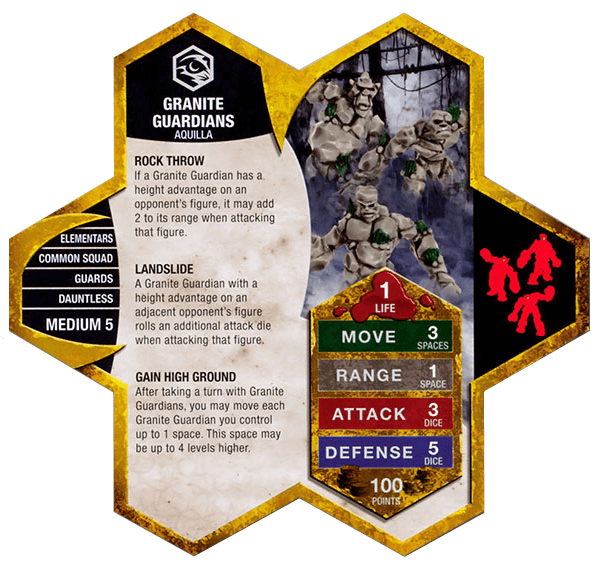 GRANITE
GUARDIANS
AQUILLA
ROCK THROW
If a Granite Guardian has a
height advantage on an
opponent's figure, it may add
2 to its range when attacking
that figure.
LANDSLIDE
A Granite Guardian with a
height advantage on an
adjacent opponent's figure
rolls an additional attack die
when attacking that figure.
GAIN HIGH GROUND
After taking a turn with Granite
Guardians, you may move each
Granite Guardian you control
up to 1 space. This space may
be up to 4 levels higher.
ELEMENTARS
COMMON SQUAD
GUARDS
DAUNTLESS
MEDIUM 5
1
LIFE
MOVE 3
SPACES
RANGE 1
SPACE
ATTACK 3
DICE
DEFENSE 5
DICE
100
POINTS